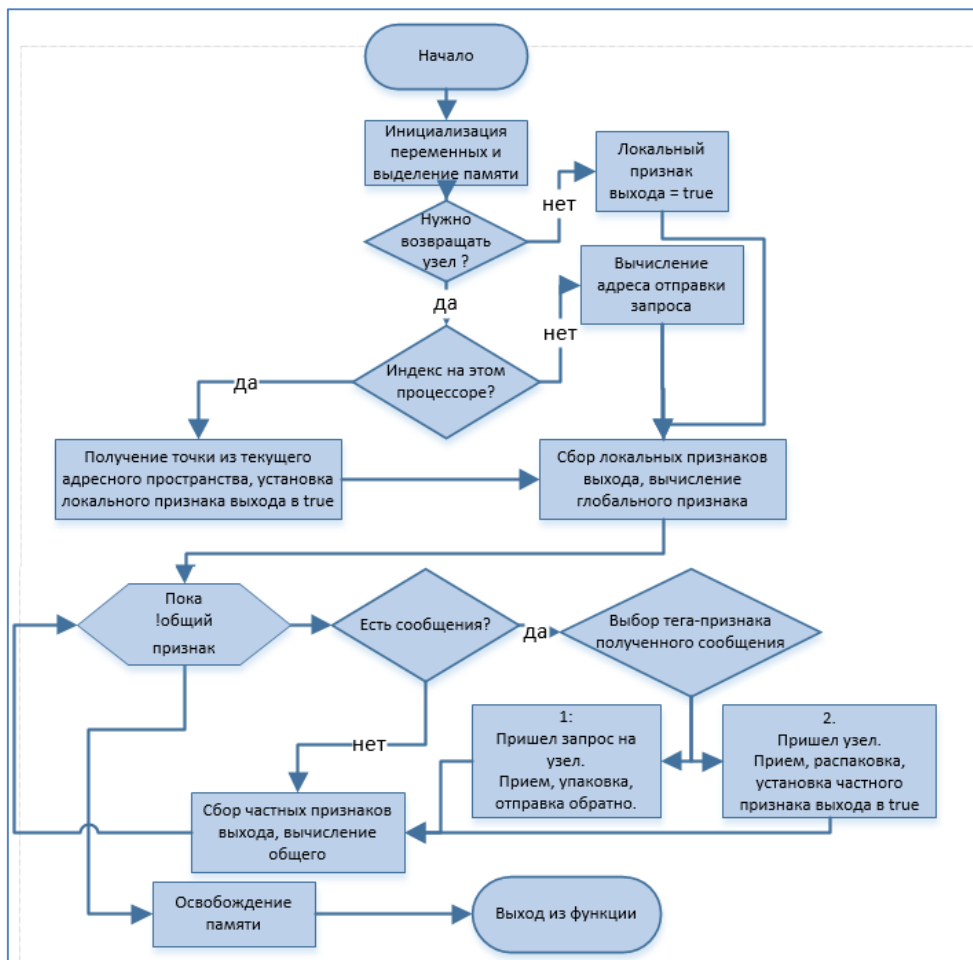 Начало
Инициализация
переменных и
выделение памяти
Локальный
признак
выхода = true
нет
Нужно
возвращать
узел ?
Вычисление
адреса отправки
запроса
да
нет
Индекс на этом
процессоре?
да
Получение точки из текущего
адресного пространства, установка
локального признака выхода в true
Сбор локальных признаков
выхода, вычисление
глобального признака
Пока
!общий
признак
Есть сообщения?
да
Выбор тега-признака
полученного сообщения
1:
Пришел запрос на
узел.
Прием, упаковка,
отправка обратно.
2.
Пришел узел.
Прием, распаковка,
установка частного
признака выхода в true
нет
Сбор частных признаков
выхода, вычисление
общего
Освобождение
памяти
Выход из функции